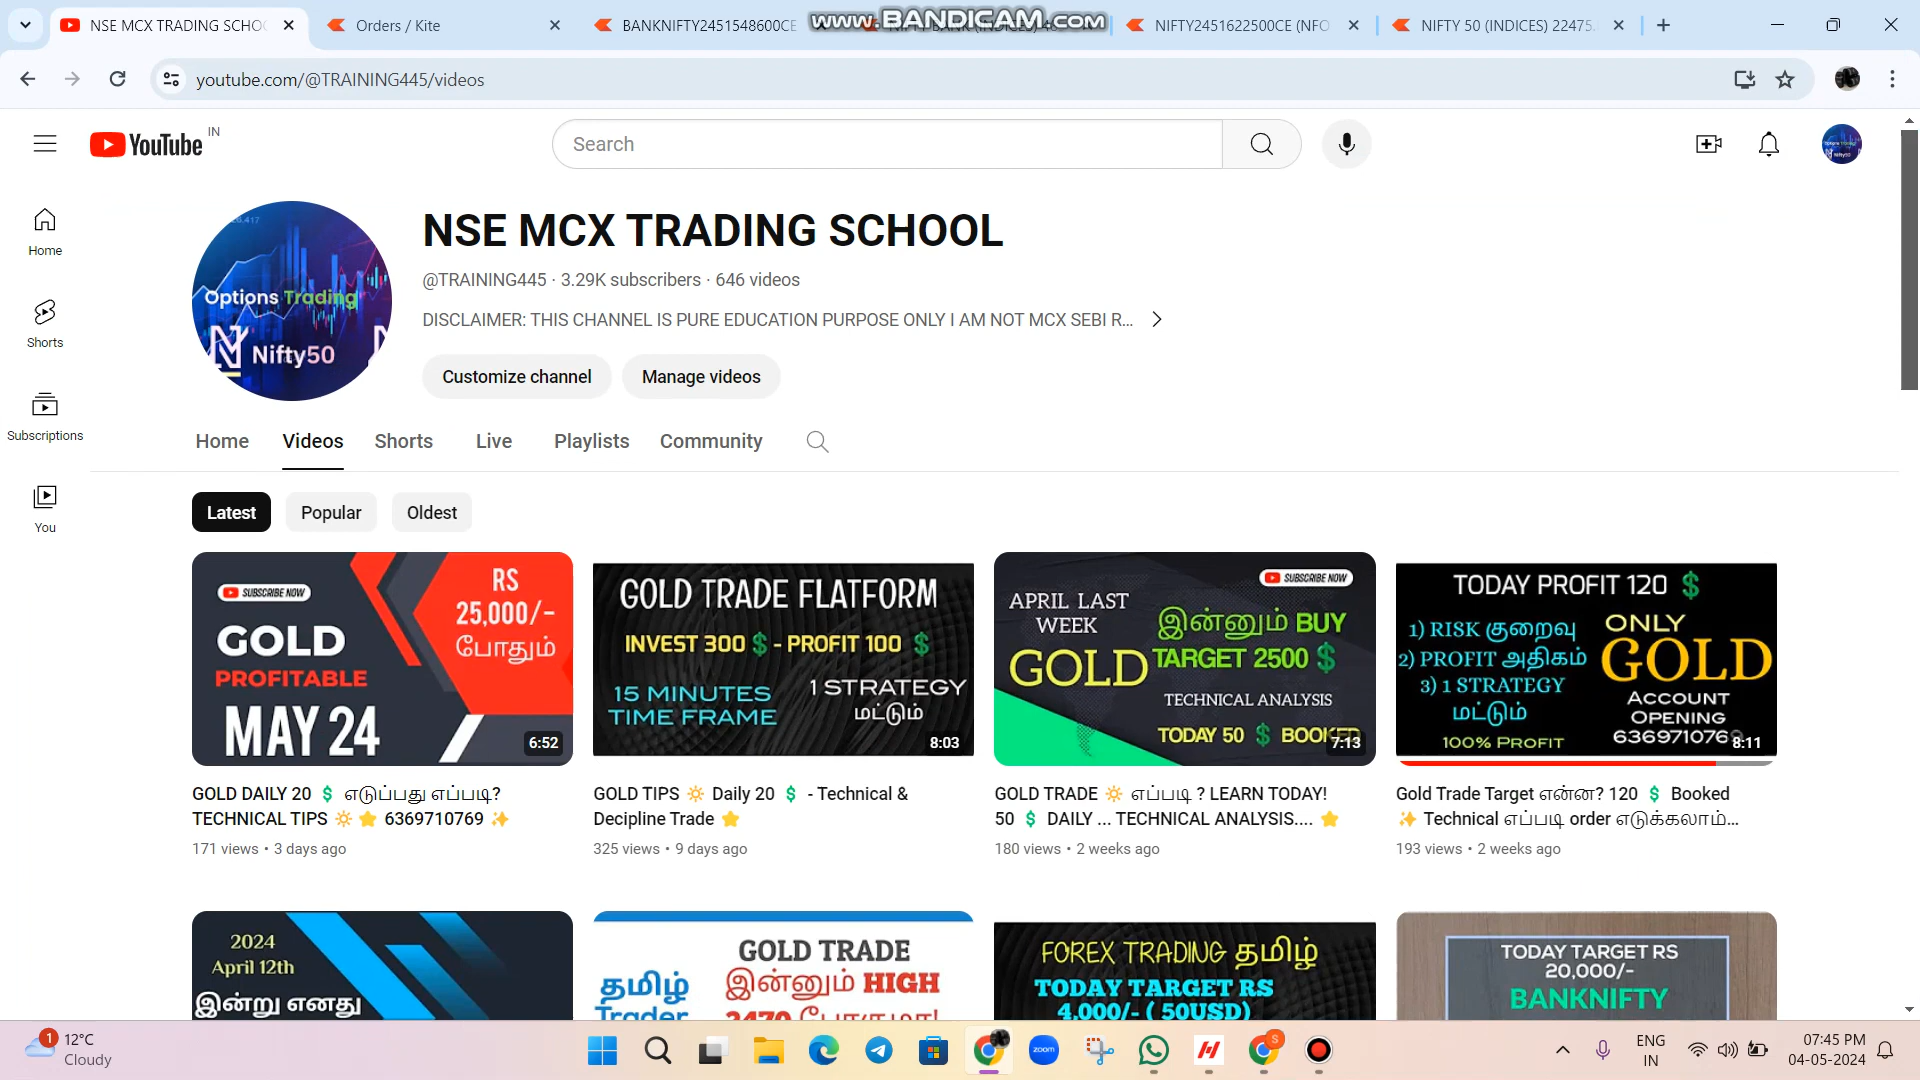 NSE MCX TRADING SCHO
Orders / Kite
BANKNIFTY2451548600CE
www.BANDICAM.com
NIFTY2451622500CE (NFO
NIFTY 50 (INDICES) 22475.
youtube.com/@TRAINING445/videos
YouTube IN
Search
Home
Shorts
Subscriptions
You
Options Trading
Nifty50
NSE MCX TRADING SCHOOL
@TRAINING445 · 3.29K subscribers · 646 videos
DISCLAIMER: THIS CHANNEL IS PURE EDUCATION PURPOSE ONLY I AM NOT MCX SEBI R...
Customize channel
Manage videos
Home Videos Shorts Live Playlists Community
Latest Popular Oldest
SUBSCRIBE NOW
GOLD
PROFITABLE
MAY 24
RS
25,000/-
போதும்
6:52
GOLD DAILY 20 💲 எடுப்பது எப்படி?
TECHNICAL TIPS 🔆 ⭐ 6369710769 ✨
171 views • 3 days ago
GOLD TRADE FLATFORM
INVEST 300 $ - PROFIT 100 $
15 MINUTES
TIME FRAME
1 STRATEGY
மட்டும்
8:03
GOLD TIPS 🔆 Daily 20 💲 - Technical &
Decipline Trade ⭐
325 views • 9 days ago
SUBSCRIBE NOW
APRIL LAST
WEEK
GOLD
இன்னும் BUY
TARGET 2500 $
TECHNICAL ANALYSIS
TODAY 50 $ BOOKED
7:13
GOLD TRADE 🔆 எப்படி ? LEARN TODAY!
50 💲 DAILY ... TECHNICAL ANALYSIS.... ⭐
180 views • 2 weeks ago
TODAY PROFIT 120 $
1) RISK குறைவு
2) PROFIT அதிகம்
3) 1 STRATEGY
மட்டும்
100% PROFIT
ONLY
GOLD
ACCOUNT
OPENING
6369710769
8:11
Gold Trade Target என்ன? 120 💲 Booked
✨ Technical எப்படி order எடுக்கலாம்...
193 views • 2 weeks ago
2024
April 12th
இன்று எனது
GOLD TRADE
தமிழ்
Trader
இன்னும் HIGH
2470 போகுமா!
FOREX TRADING தமிழ்
TODAY TARGET RS
4,000/- ( 50USD)
TODAY TARGET RS
20,000/-
BANKNIFTY
1
12°C
Cloudy
zoom
S
ENG
IN
07:45 PM
04-05-2024